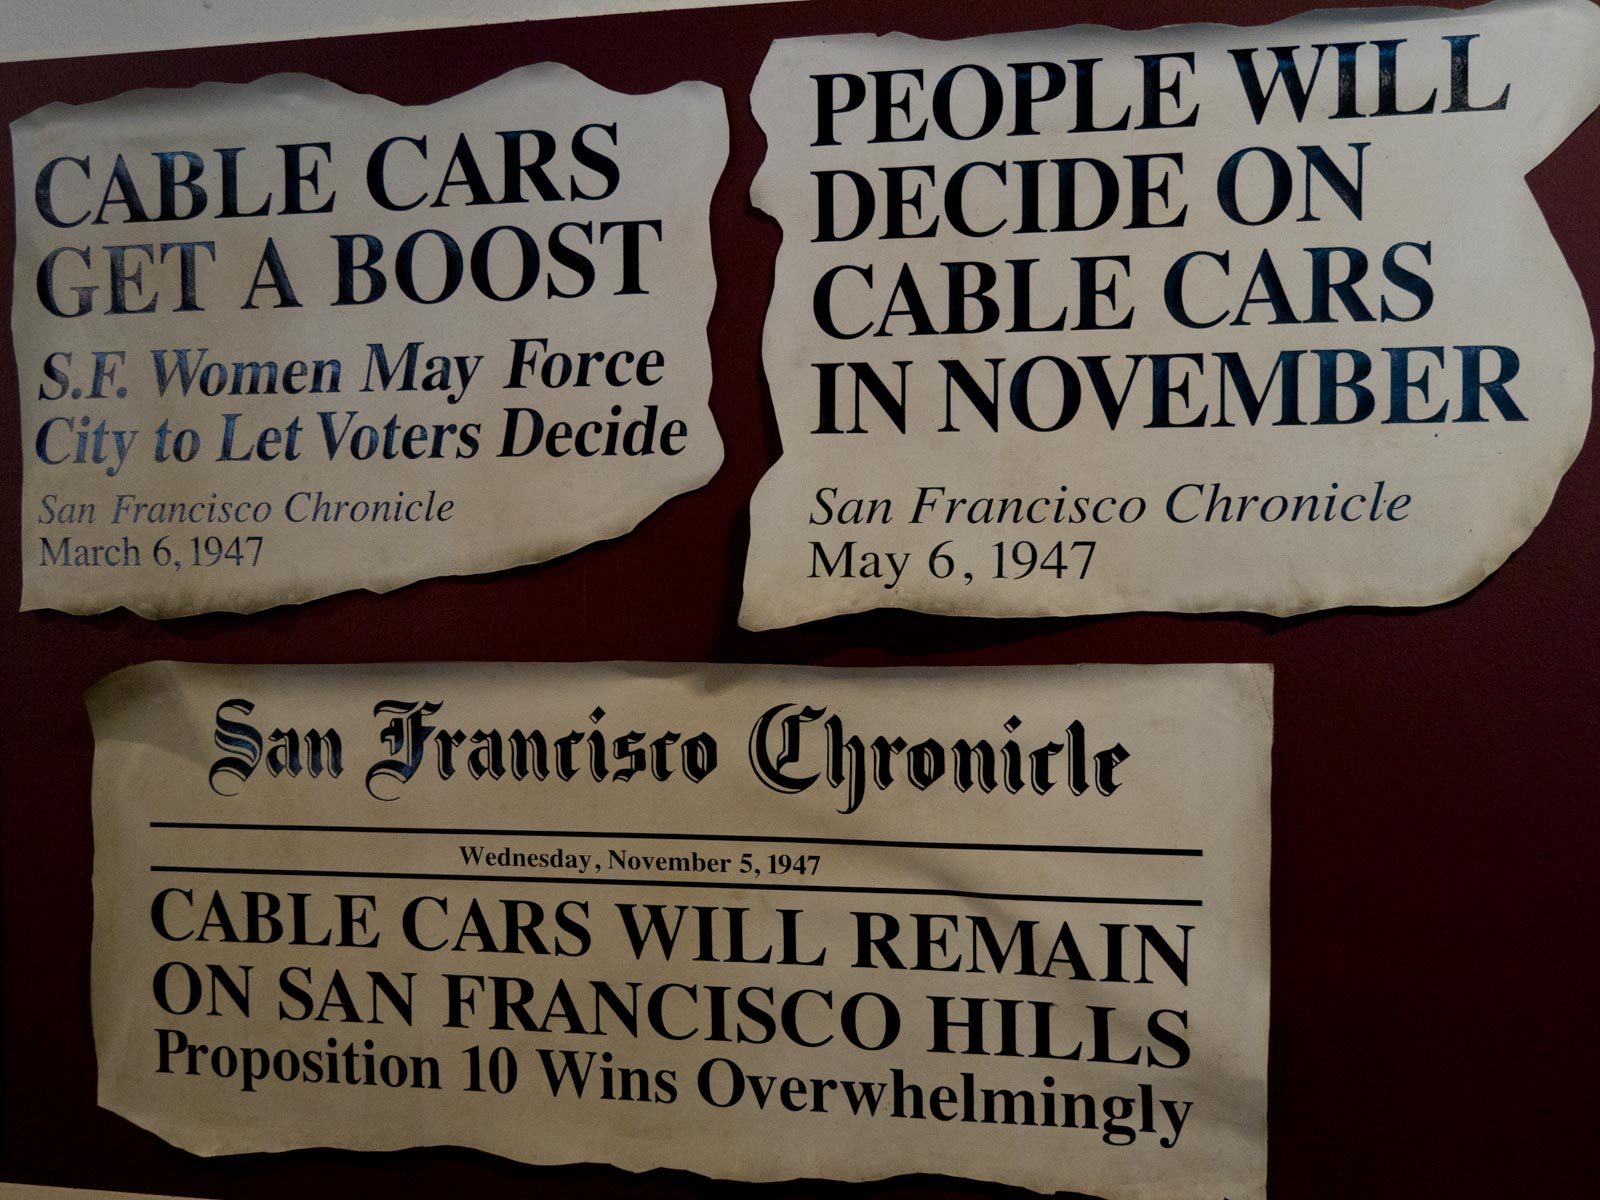 CABLE CARS
GET A BOOST
S.F. Women May Force
City to Let Voters Decide
San Francisco Chronicle
March 6, 1947
PEOPLE WILL
DECIDE ON
CABLE CARS
IN NOVEMBER
San Francisco Chronicle
May 6, 1947
San Francisco Chronicle
Wednesday, November 5, 1947
CABLE CARS WILL REMAIN
ON SAN FRANCISCO HILLS
Proposition 10 Wins Overwhelmingly